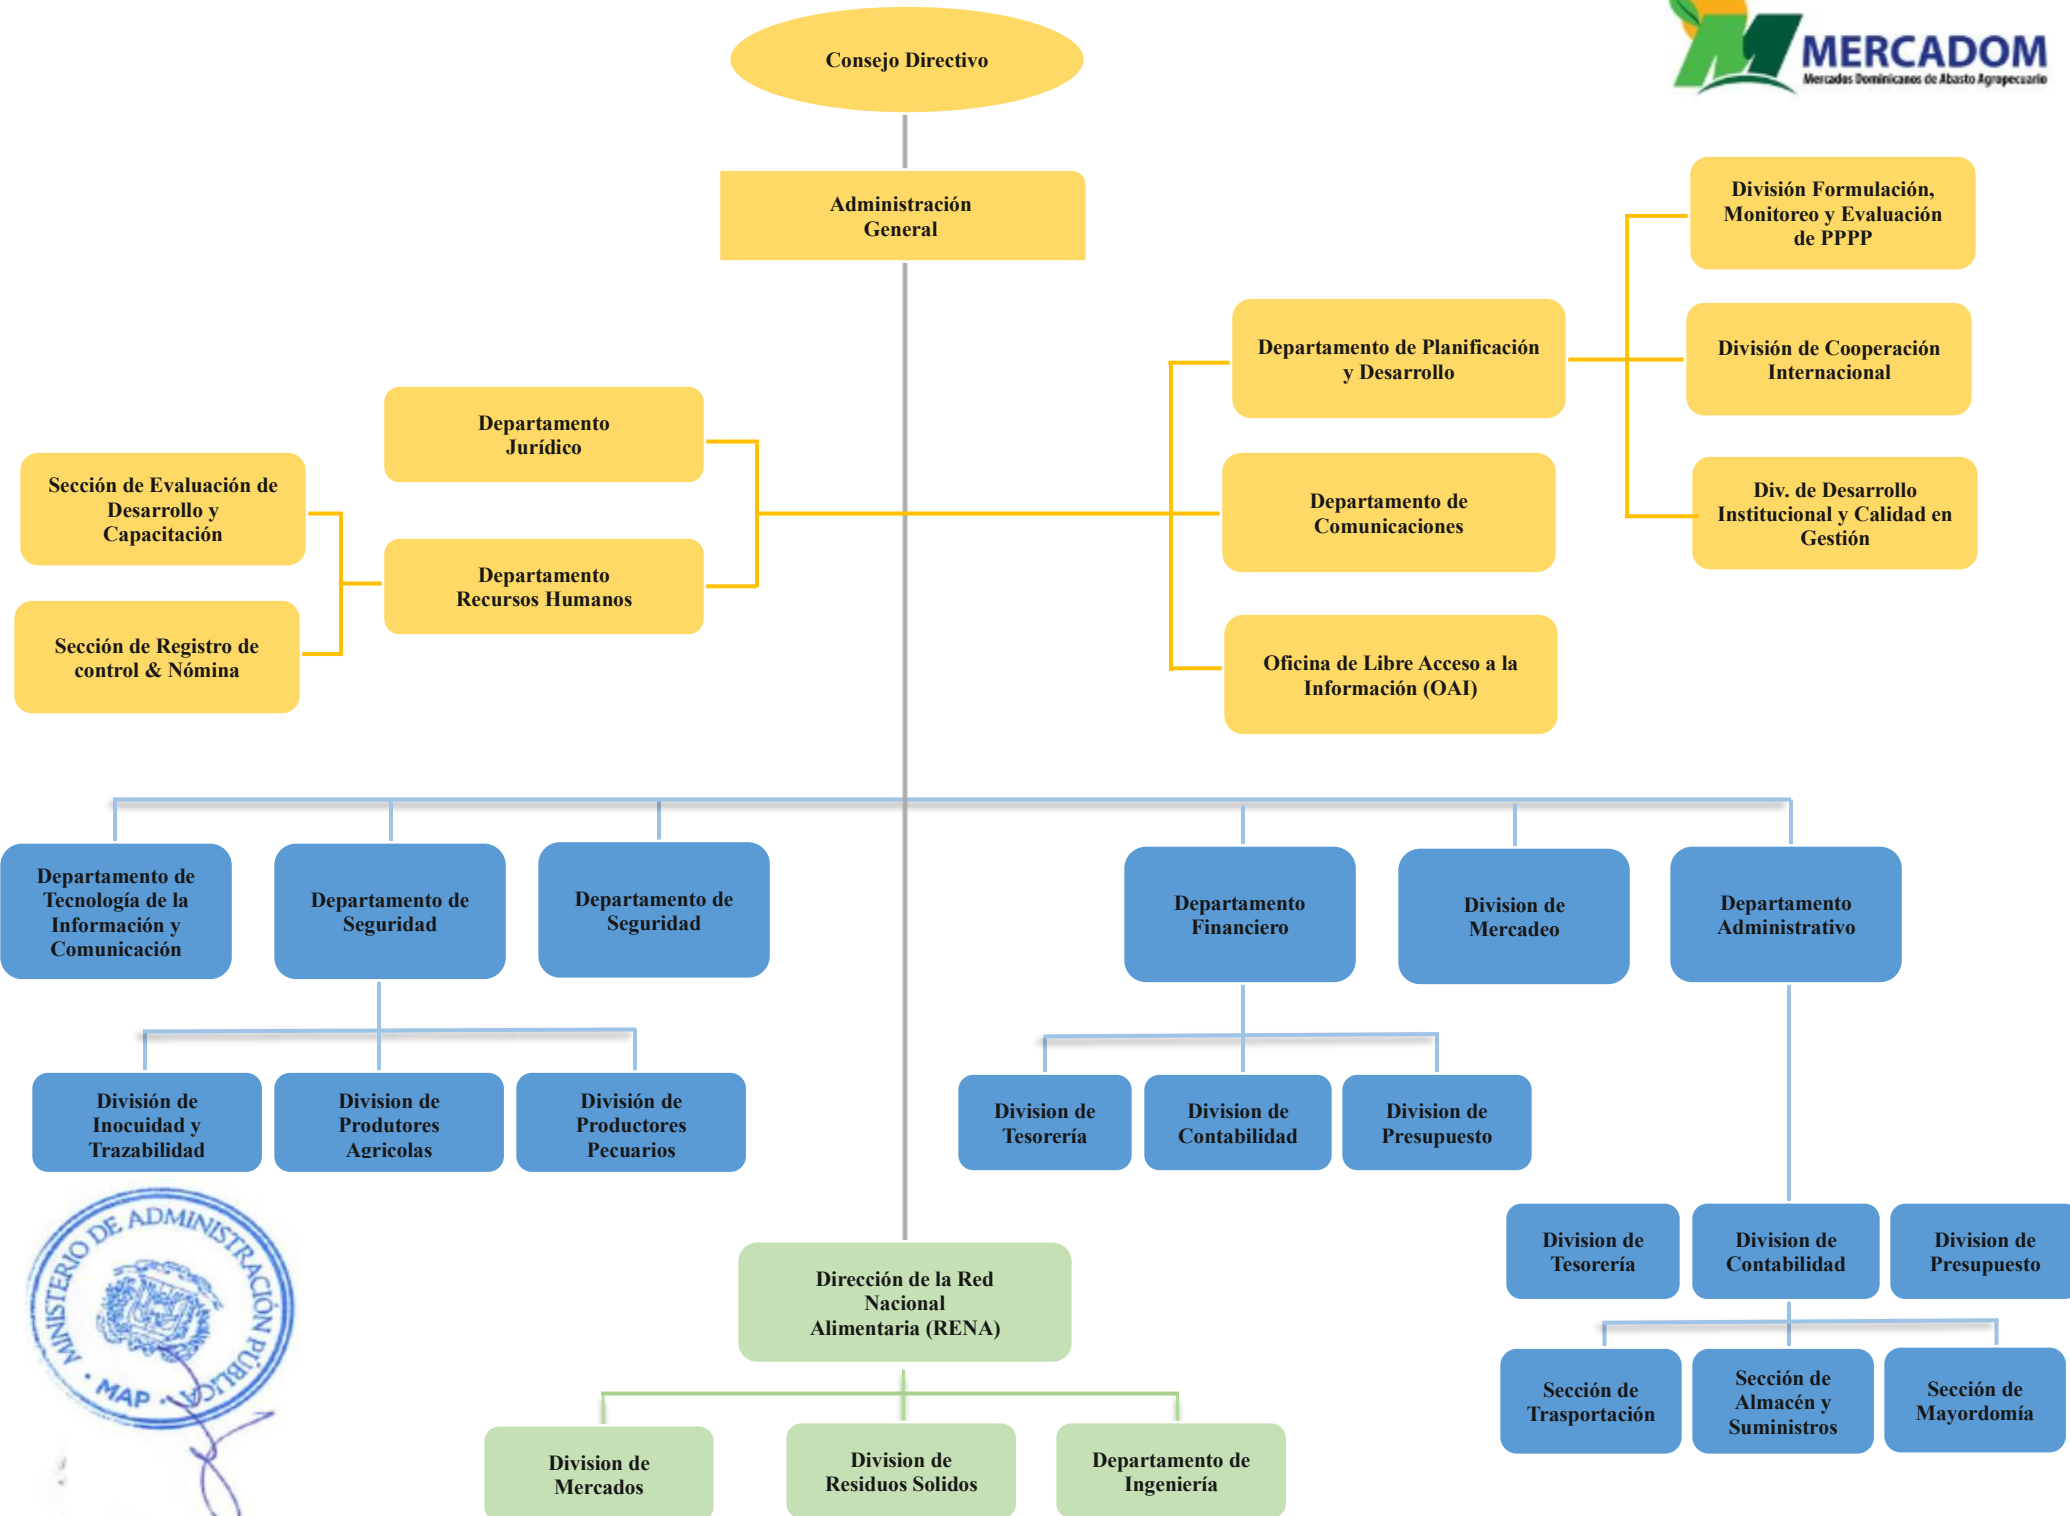 MERCADOM
Mercados Dominicanos de Abasto Agropecuario
Consejo Directivo
Administración
General
División Formulación,
Monitoreo y Evaluación
de PPPP
Departamento de Planificación
y Desarrollo
División de Cooperación
Internacional
Departamento
Jurídico
Sección de Evaluación de
Desarrollo y
Capacitación
Departamento de
Comunicaciones
Div. de Desarrollo
Institucional y Calidad en
Gestión
Departamento
Recursos Humanos
Sección de Registro de
control & Nómina
Oficina de Libre Acceso a la
Información (OAI)
Departamento de
Tecnología de la
Información y
Comunicación
Departamento de
Seguridad
Departamento de
Seguridad
Departamento
Financiero
Division de
Mercadeo
Departamento
Administrativo
División de
Inocuidad y
Trazabilidad
Division de
Produtores
Agricolas
División de
Productores
Pecuarios
Division de
Tesorería
Division de
Contabilidad
Division de
Presupuesto
Division de
Tesorería
Division de
Contabilidad
Division de
Presupuesto
MINISTERIO DE ADMINISTRACIÓN PÚBLICA
· MAP ·
Dirección de la Red
Nacional
Alimentaria (RENA)
Sección de
Trasportación
Sección de
Almacén y
Suministros
Sección de
Mayordomía
Division de
Mercados
Division de
Residuos Solidos
Departamento de
Ingeniería